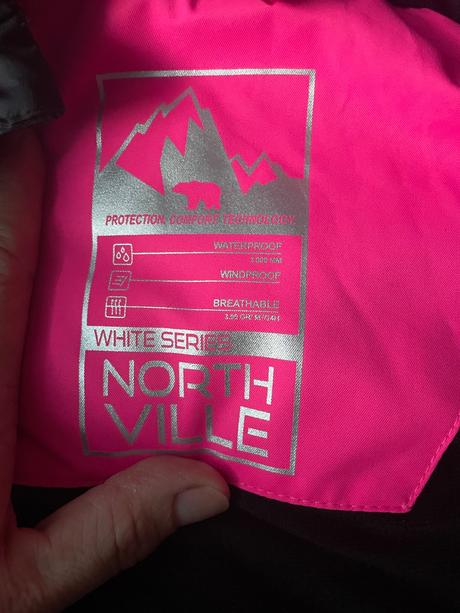 PROTECTION, COMFORT, TECHNOLOGY
WATERPROOF
3.000 MM
WINDPROOF
BREATHABLE
WHITE SERIES
NORTH
VILLE